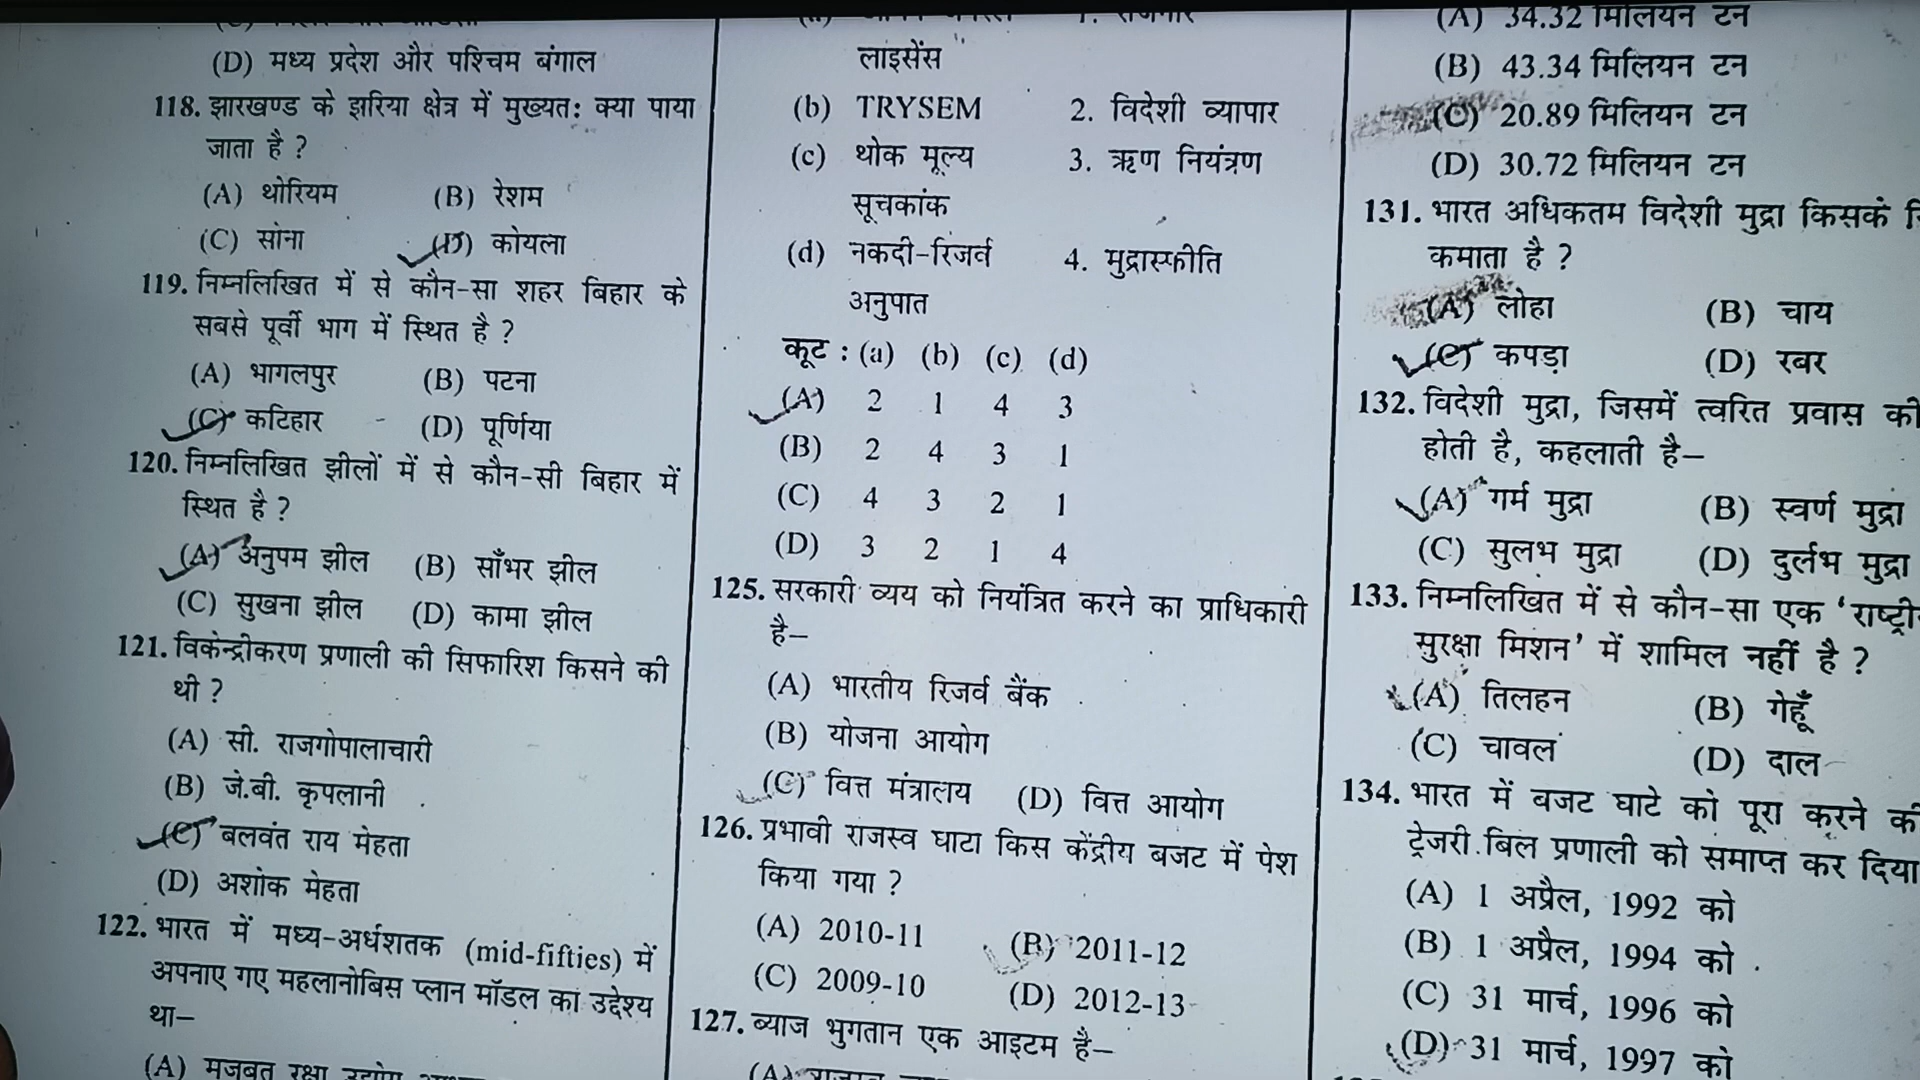 (D) मध्य प्रदेश और पश्चिम बंगाल
118. झारखण्ड के झरिया क्षेत्र में मुख्यतः क्या पाया
जाता है ?
(A) थोरियम (B) रेशम
(C) सोना (D) कोयला
119. निम्नलिखित में से कौन-सा शहर बिहार के
सबसे पूर्वी भाग में स्थित है ?
(A) भागलपुर (B) पटना
(C) कटिहार (D) पूर्णिया
120. निम्नलिखित झीलों में से कौन-सी बिहार में
स्थित है ?
(A) अनुपम झील (B) साँभर झील
(C) सुखना झील (D) कामा झील
121. विकेन्द्रीकरण प्रणाली की सिफारिश किसने की
थी ?
(A) सी. राजगोपालाचारी
(B) जे.बी. कृपलानी
(C) बलवंत राय मेहता
(D) अशोक मेहता
122. भारत में मध्य-अर्धशतक (mid-fifties) में
अपनाए गए महलानोबिस प्लान मॉडल का उद्देश्य
था–
(A) मजबूत रक्षा उद्योग
लाइसेंस
(b) TRYSEM 2. विदेशी व्यापार
(c) थोक मूल्य 3. ऋण नियंत्रण
सूचकांक
(d) नकदी-रिजर्व 4. मुद्रास्फीति
अनुपात
कूट : (a) (b) (c) (d)
(A) 2 1 4 3
(B) 2 4 3 1
(C) 4 3 2 1
(D) 3 2 1 4
125. सरकारी व्यय को नियंत्रित करने का प्राधिकारी
है–
(A) भारतीय रिजर्व बैंक
(B) योजना आयोग
(C) वित्त मंत्रालय (D) वित्त आयोग
126. प्रभावी राजस्व घाटा किस केंद्रीय बजट में पेश
किया गया ?
(A) 2010-11 (B) 2011-12
(C) 2009-10 (D) 2012-13
127. ब्याज भुगतान एक आइटम है–
(A)
(A) 34.32 मिलियन टन
(B) 43.34 मिलियन टन
(C) 20.89 मिलियन टन
(D) 30.72 मिलियन टन
131. भारत अधिकतम विदेशी मुद्रा किसके
कमाता है ?
(A) लोहा (B) चाय
(C) कपड़ा (D) रबर
132. विदेशी मुद्रा, जिसमें त्वरित प्रवास की
होती है, कहलाती है–
(A) गर्म मुद्रा (B) स्वर्ण मुद्रा
(C) सुलभ मुद्रा (D) दुर्लभ मुद्रा
133. निम्नलिखित में से कौन-सा एक ‘राष्ट्री
सुरक्षा मिशन’ में शामिल नहीं है ?
(A) तिलहन (B) गेहूँ
(C) चावल (D) दाल
134. भारत में बजट घाटे को पूरा करने की
ट्रेजरी बिल प्रणाली को समाप्त कर दिया
(A) 1 अप्रैल, 1992 को
(B) 1 अप्रैल, 1994 को
(C) 31 मार्च, 1996 को
(D) 31 मार्च, 1997 को